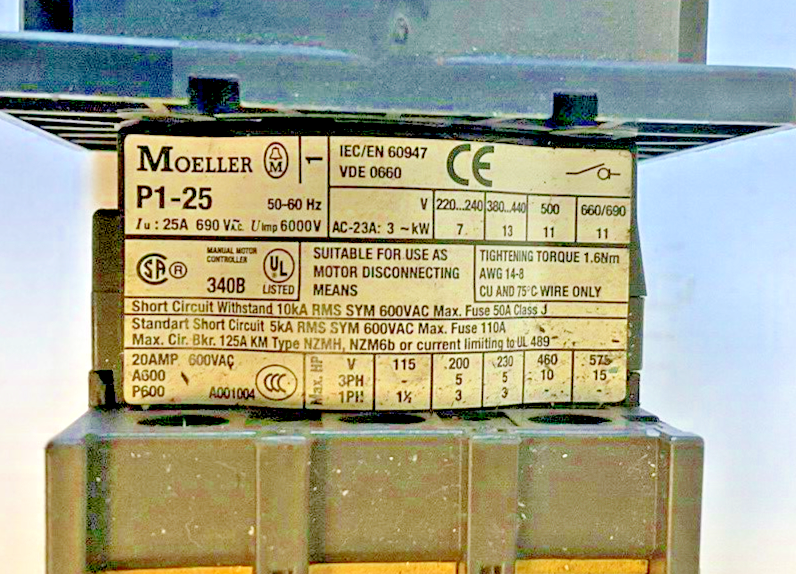 MOELLER M 1
IEC/EN 60947
VDE 0660
CE
P1-25 50-60 Hz
Iu : 25A 690 Vac Uimp 6000V
V 220...240 380...440 500 660/690
AC-23A: 3 ~kW 7 13 11 11
SA ®
MANUAL MOTOR
CONTROLLER
340B
UL
LISTED
SUITABLE FOR USE AS
MOTOR DISCONNECTING
MEANS
TIGHTENING TORQUE 1.6Nm
AWG 14-8
CU AND 75°C WIRE ONLY
Short Circuit Withstand 10kA RMS SYM 600VAC Max. Fuse 50A Class J
Standart Short Circuit 5kA RMS SYM 600VAC Max. Fuse 110A
Max. Cir. Bkr. 125A KM Type NZMH, NZM6b or current limiting to UL 489
20AMP 600VAC
A600
P600 A001004
CCC
Max. HP
V 115 200 230 460 575
3PH - 5 5 10 15
1PH 1½ 3 3 - -